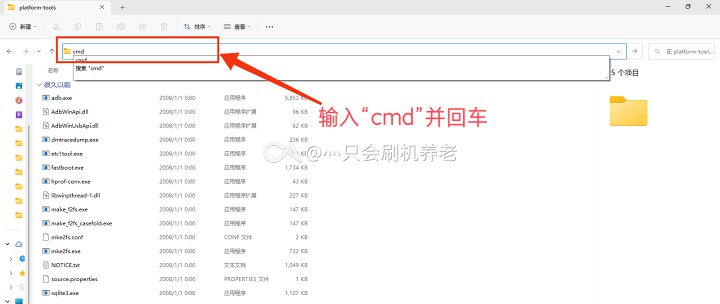 platform-tools
新建
排序
查看
cmd
在 platform-tool...
cmd
搜索 "cmd"
5 个项目
名称
很久以前
adb.exe 2008/1/1 0:00 应用程序 5,853 KB
AdbWinApi.dll 2008/1/1 0:00 应用程序扩展 96 KB
AdbWinUsbApi.dll 2008/1/1 0:00 应用程序扩展 62 KB
dmtracedump.exe 2008/1/1 0:00 应用程序 236 KB
etc1tool.exe 2008/1/1 0:00 应用程序
fastboot.exe 2008/1/1 0:00 应用程序 1,734 KB
hprof-conv.exe 2008/1/1 0:00 应用程序 43 KB
libwinpthread-1.dll 2008/1/1 0:00 应用程序扩展 227 KB
make_f2fs.exe 2008/1/1 0:00 应用程序 147 KB
make_f2fs_casefold.exe 2008/1/1 0:00 应用程序 147 KB
mke2fs.conf 2008/1/1 0:00 CONF 文件 2 KB
mke2fs.exe 2008/1/1 0:00 应用程序 732 KB
NOTICE.txt 2008/1/1 0:00 文本文档 1,049 KB
source.properties 2008/1/1 0:00 PROPERTIES 文件 1 KB
sqlite3.exe 2008/1/1 0:00 应用程序 1,127 KB
输入“cmd”并回车
只会刷机养老